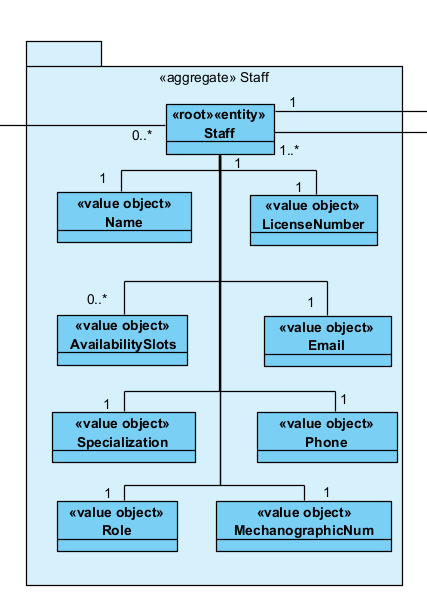 «aggregate» Staff
1
«root»«entity»
Staff
0..*
1..*
1
1
1
«value object»
Name
«value object»
LicenseNumber
0..*
1
«value object»
AvailabilitySlots
«value object»
Email
1
1
«value object»
Specialization
«value object»
Phone
1
1
«value object»
Role
«value object»
MechanographicNum